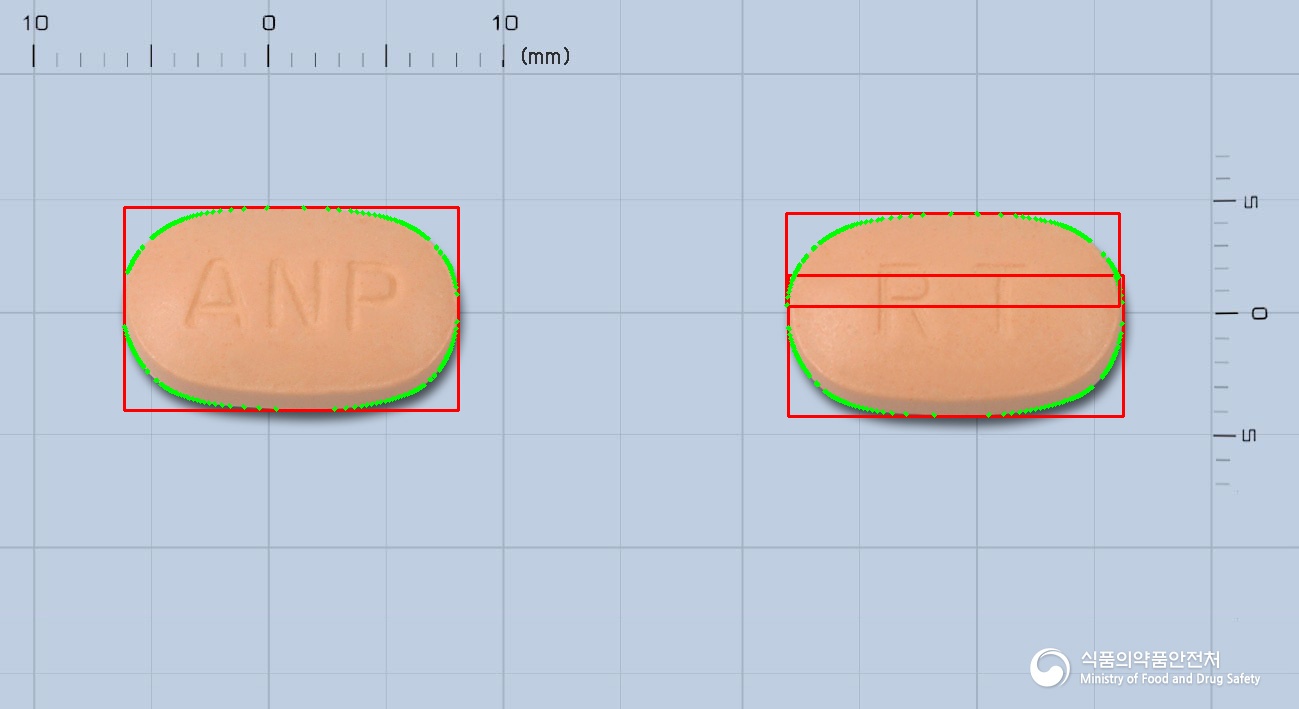 10 0 10
(mm)
ANP
RT
5
0
5
식품의약품안전처
Ministry of Food and Drug Safety